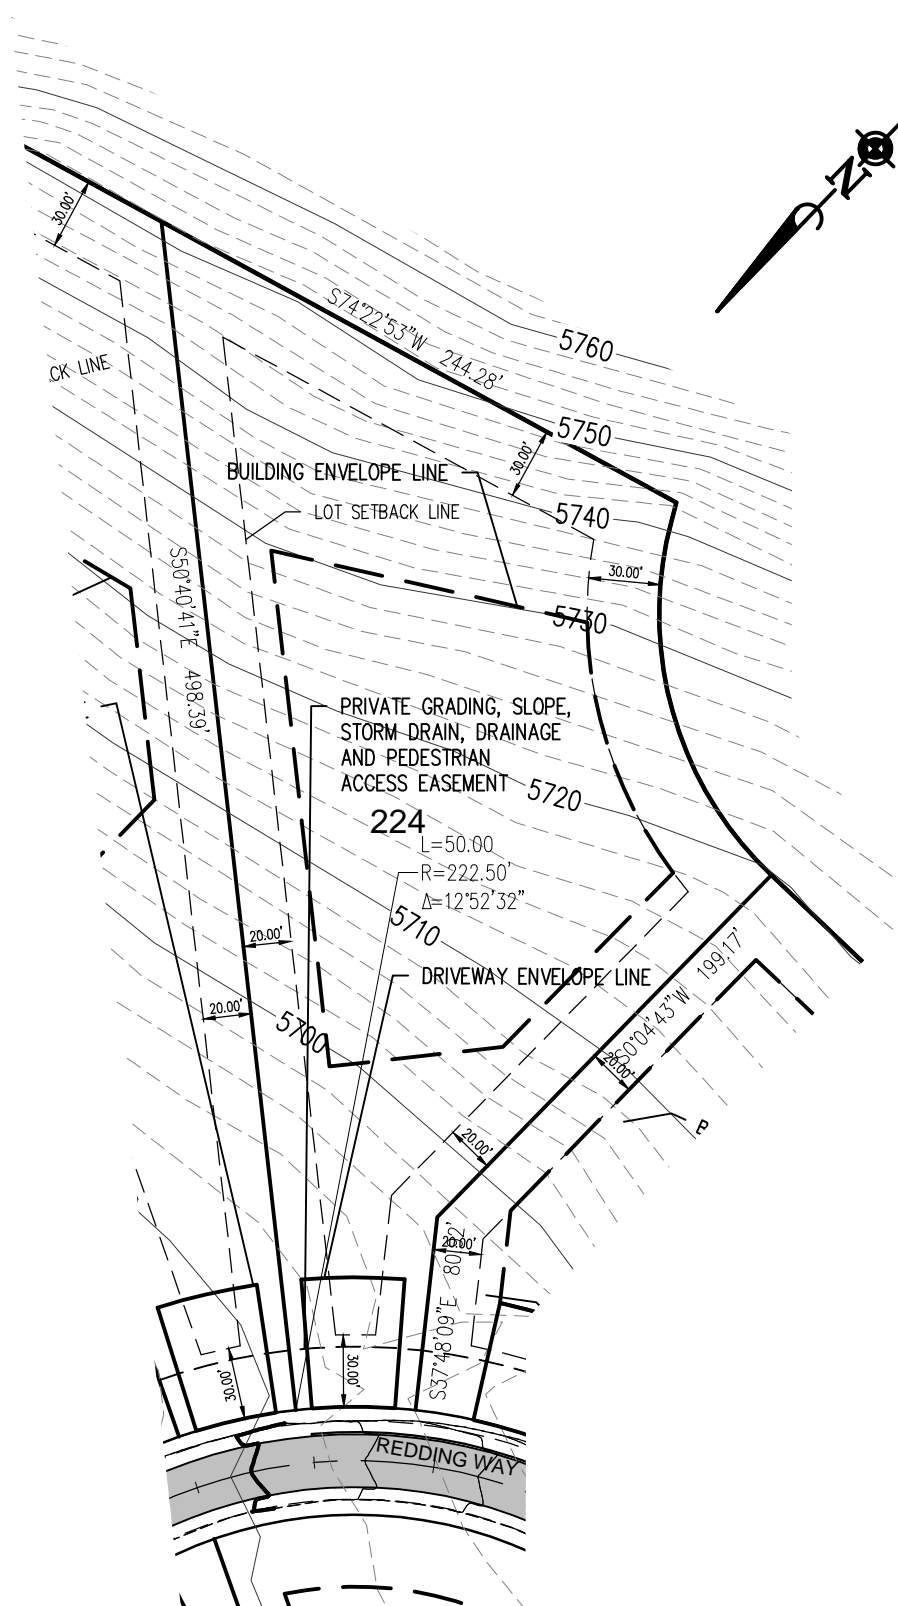 N
30.00'
S74°22'53"W 244.28'
5760
CK LINE
5750
30.00'
BUILDING ENVELOPE LINE
LOT SETBACK LINE
5740
30.00'
5730
S50°40'41"E 498.39'
PRIVATE GRADING, SLOPE,
STORM DRAIN, DRAINAGE
AND PEDESTRIAN
ACCESS EASEMENT
5720
224
L=50.00
R=222.50'
Δ=12°52'32"
5710
20.00'
DRIVEWAY ENVELOPE LINE
S0°04'43"W 199.17'
20.00'
5700
20.00'
20.00'
20.00'
S37°48'09"E
30.00'
30.00'
REDDING WAY